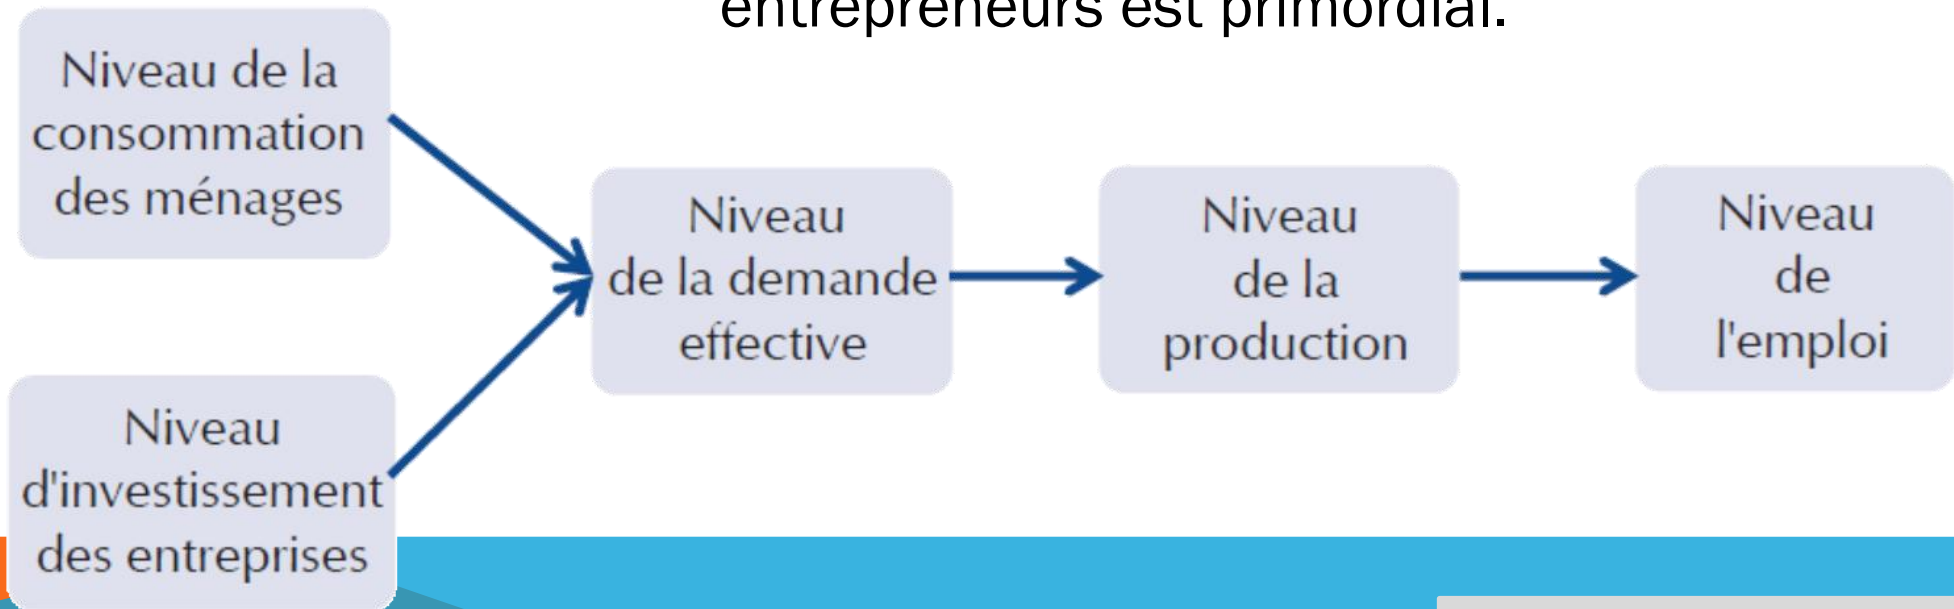 entrepreneurs est primordial.
Niveau de la
consommation
des ménages
Niveau
d'investissement
des entreprises
Niveau
de la demande
effective
Niveau
de la
production
Niveau
de
l'emploi